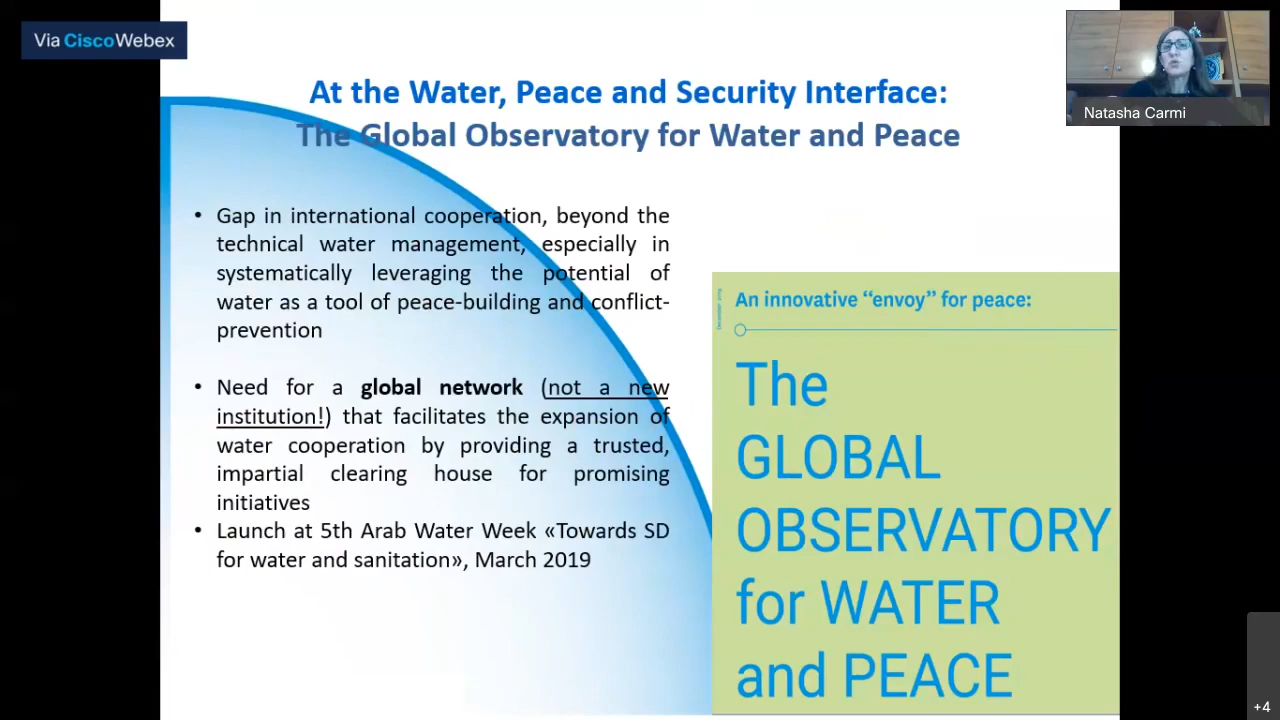 Via CiscoWebex
Natasha Carmi
At the Water, Peace and Security Interface:
The Global Observatory for Water and Peace
• Gap in international cooperation, beyond the
technical water management, especially in
systematically leveraging the potential of
water as a tool of peace-building and conflict-
prevention
• Need for a global network (not a new
institution!) that facilitates the expansion of
water cooperation by providing a trusted,
impartial clearing house for promising
initiatives
• Launch at 5th Arab Water Week «Towards SD
for water and sanitation», March 2019
December 2019
An innovative “envoy” for peace:
The
GLOBAL
OBSERVATORY
for WATER
and PEACE
+4